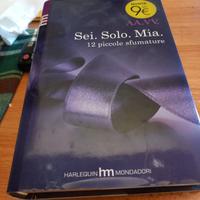 9€
AA.VV.
Sei. Solo. Mia.
12 piccole sfumature
HARLEQUIN hm MONDADORI